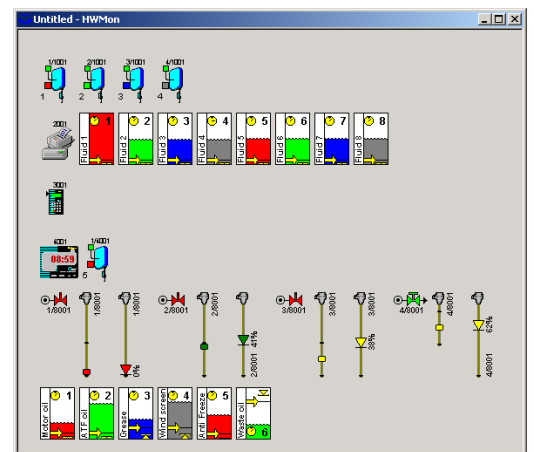 Untitled - HWMon
1/1001 2/1001 3/1001 4/1001
1 2 3 4
2001
1 2 3 4 5 6 7 8
Fluid 1 Fluid 2 Fluid 3 Fluid 4 Fluid 5 Fluid 6 Fluid 7 Fluid 8
3001
4001 1/4001
08:59
5
1/8001 1/8001 2/8001 2/8001 3/8001 3/8001 4/8001 4/8001
0% 41% 2/8001 38% 62% 4/8001
1 2 3 4 5
Motor oil ATF oil Grease Wind screen Anti Freeze Waste oil
6